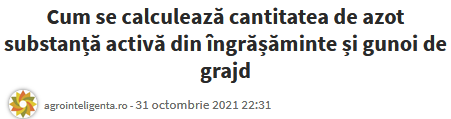 Cum se calculează cantitatea de azot
substanță activă din îngrășăminte și gunoi de
grajd
agrointeligenta.ro - 31 octombrie 2021 22:31